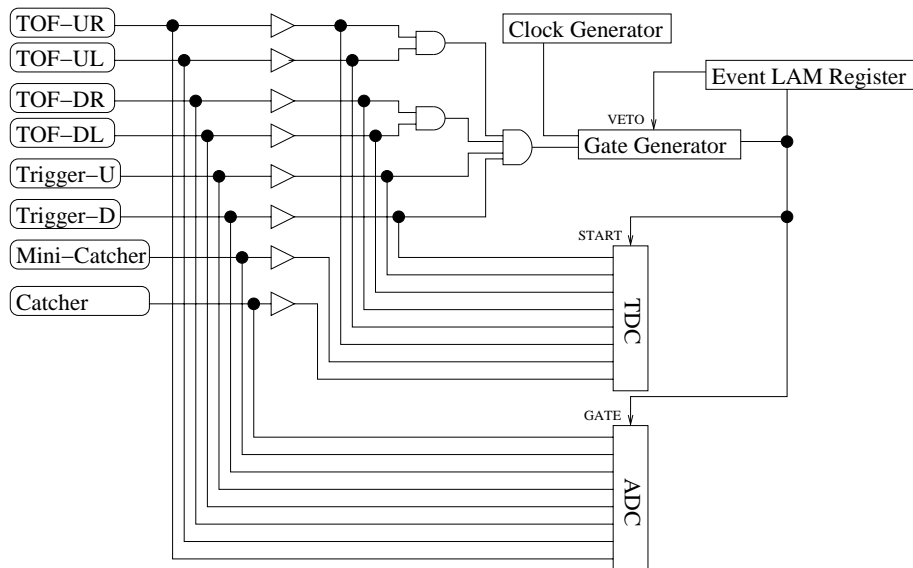 TOF−UR
TOF−UL
TOF−DR
TOF−DL
Trigger−U
Trigger−D
Mini−Catcher
Catcher
Clock Generator
Event LAM Register
VETO
Gate Generator
START
TDC
GATE
ADC